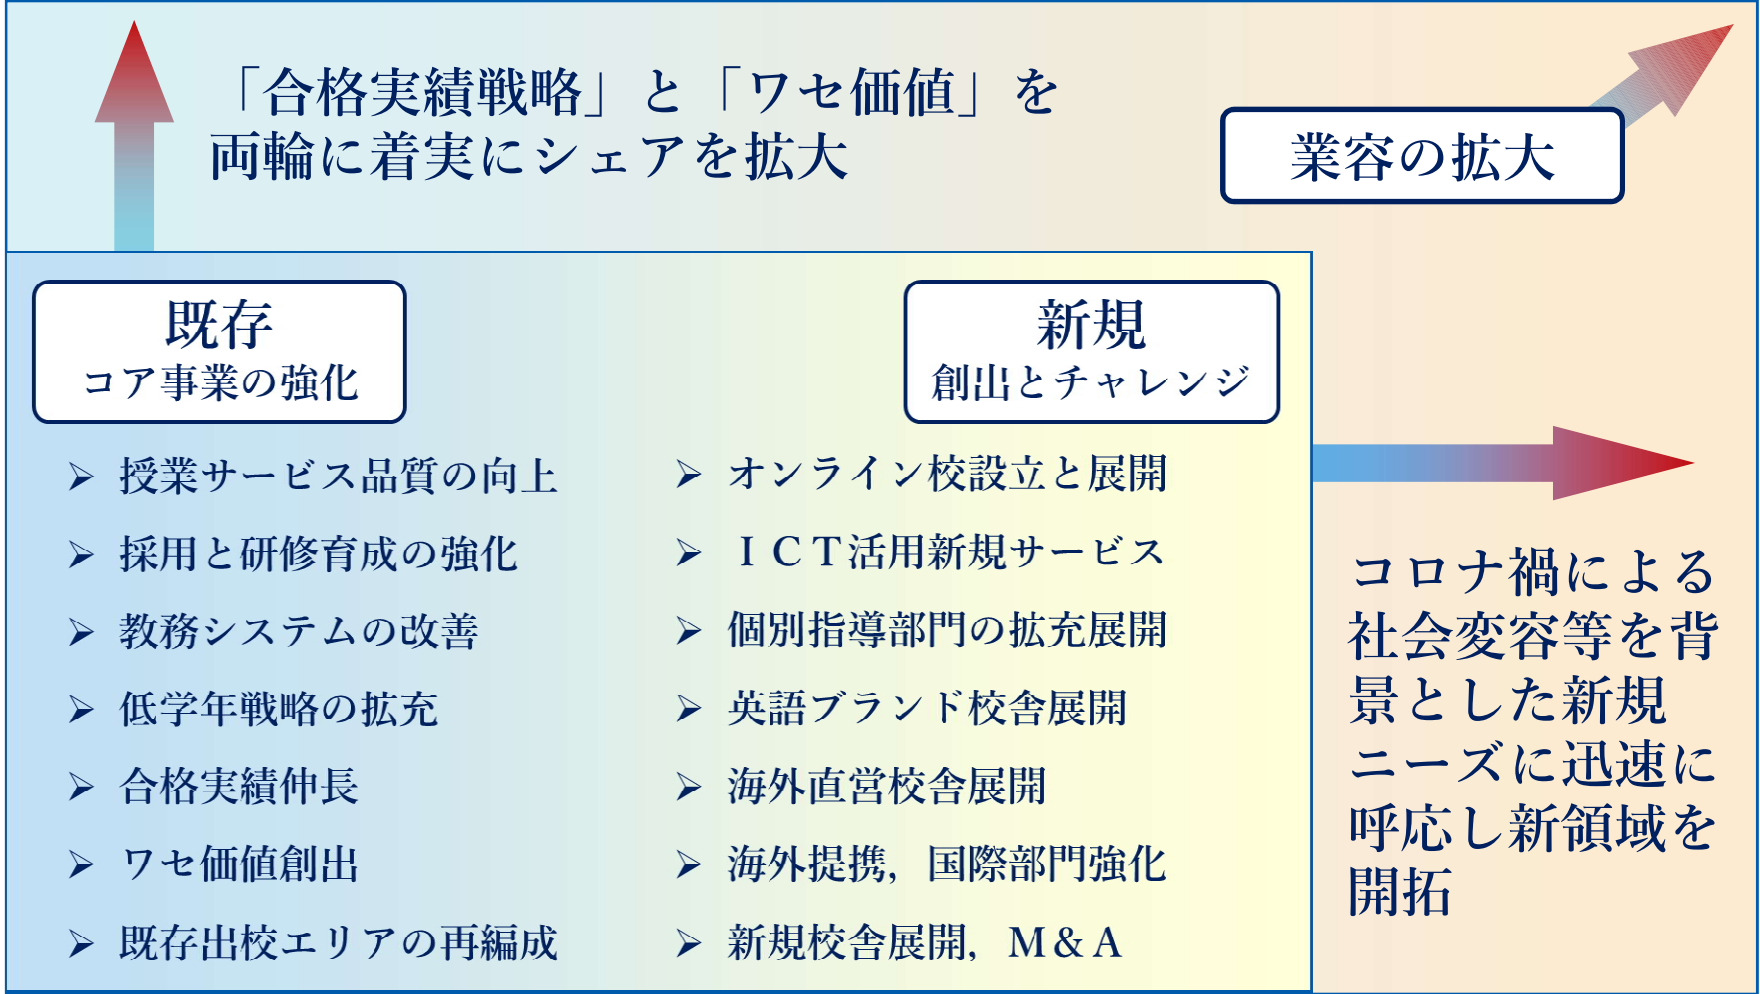 「合格実績戦略」と「ワセ価値」を
両輪に着実にシェアを拡大
業容の拡大
既存
コア事業の強化
➢ 授業サービス品質の向上
➢ 採用と研修育成の強化
➢ 教務システムの改善
➢ 低学年戦略の拡充
➢ 合格実績伸長
➢ ワセ価値創出
➢ 既存出校エリアの再編成
新規
創出とチャレンジ
➢ オンライン校設立と展開
➢ ＩＣＴ活用新規サービス
➢ 個別指導部門の拡充展開
➢ 英語ブランド校舎展開
➢ 海外直営校舎展開
➢ 海外提携，国際部門強化
➢ 新規校舎展開，Ｍ＆Ａ
コロナ禍による
社会変容等を背
景とした新規
ニーズに迅速に
呼応し新領域を
開拓